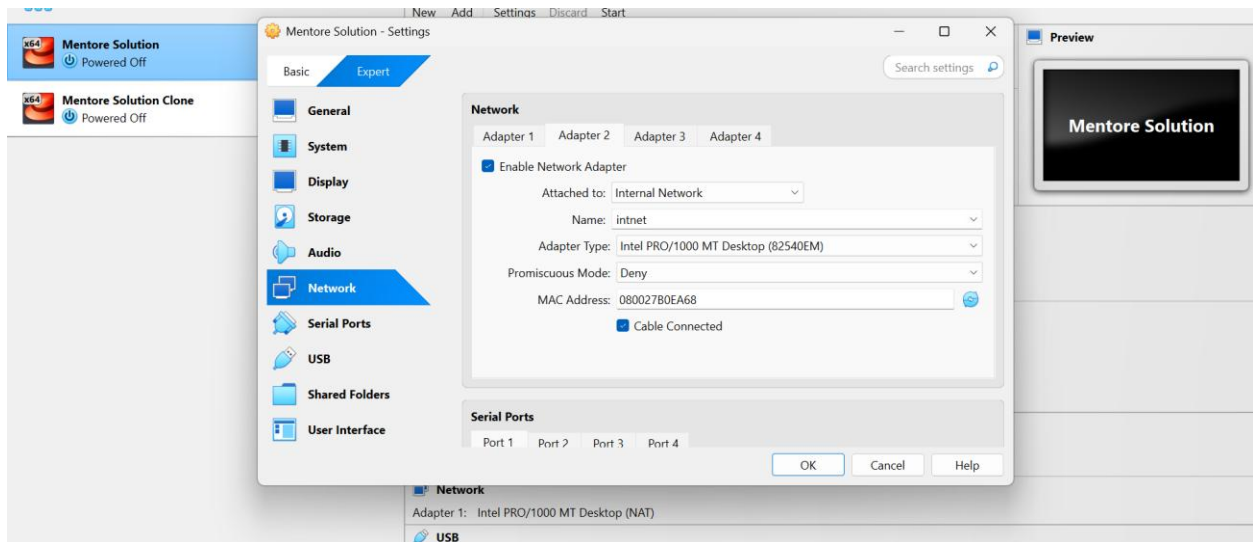 New Add Settings Discard Start
Mentore Solution
Powered Off
Mentore Solution Clone
Powered Off
Mentore Solution - Settings
Basic Expert
Search settings
General
System
Display
Storage
Audio
Network
Serial Ports
USB
Shared Folders
User Interface
Network
Adapter 1 Adapter 2 Adapter 3 Adapter 4
Enable Network Adapter
Attached to: Internal Network
Name: intnet
Adapter Type: Intel PRO/1000 MT Desktop (82540EM)
Promiscuous Mode: Deny
MAC Address: 080027B0EA68
Cable Connected
Serial Ports
Port 1 Port 2 Port 3 Port 4
OK Cancel Help
Preview
Mentore Solution
Network
Adapter 1: Intel PRO/1000 MT Desktop (NAT)
USB
x64
x64